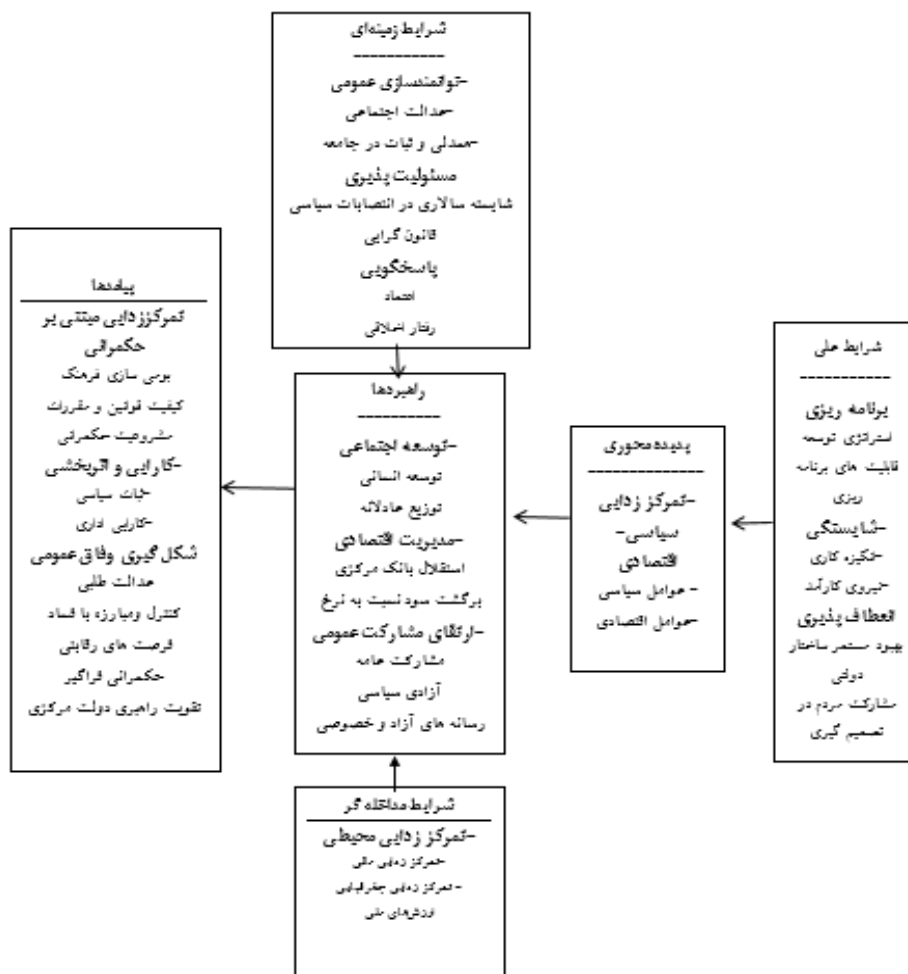 شرایط زمینه‌ای
-----------
-توانمندسازی عمومی
-عدالت اجتماعی
-همدلی و ثبات در جامعه
مسئولیت پذیری
شایسته سالاری در انتصابات سیاسی
قانون گرایی
پاسخگویی
اعتماد
رفتار اخلاقی
شرایط علی
-----------
برنامه ریزی
استراتژی توسعه
قابلیت های برنامه
ریزی
-شایستگی
-انگیزه کاری
-نیروی کارآمد
انعطاف پذیری
بهبود مستمر ساختار
دولتی
مشارکت مردم در
تصمیم گیری
پدیده محوری
--------------
-تمرکز زدایی
سیاسی-
اقتصادی
- عوامل سیاسی
-عوامل اقتصادی
راهبردها
----------
-توسعه اجتماعی
توسعه انسانی
توزیع عادلانه
-مدیریت اقتصادی
استقلال بانک مرکزی
برگشت سود نسبت به نرخ
-ارتقای مشارکت عمومی
مشارکت عامه
آزادی سیاسی
رسانه های آزاد و خصوصی
پیامدها
تمرکززدایی مبتنی بر
حکمرانی
بومی سازی فرهنگ
کیفیت قوانین و مقررات
مشروعیت حکمرانی
-کارایی و اثربخشی
-ثبات سیاسی
-کارایی اداری
شکل گیری وفاق عمومی
عدالت طلبی
کنترل ومبارزه با فساد
فرصت های رقابتی
حکمرانی فراگیر
تقویت راهبری دولت مرکزی
شرایط مداخله گر
-تمرکز زدایی محیطی
-تمرکز زدایی مالی
- تمرکز زدایی جغرافیایی
ارزش‌های ملی